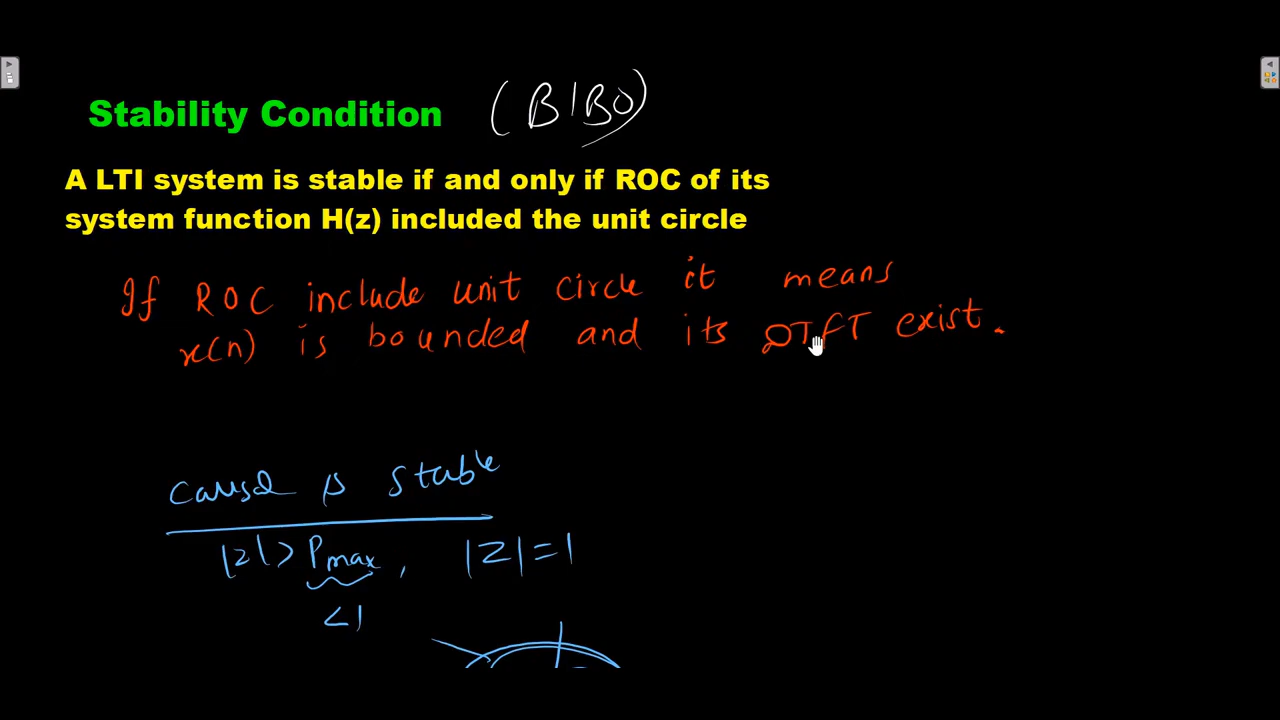 Stability Condition (BIBO)
A LTI system is stable if and only if ROC of its
system function H(z) included the unit circle
If ROC include unit circle it means
x(n) is bounded and its DTFT exist.
causal & stable
|z| > Pmax, |z| = 1
< 1